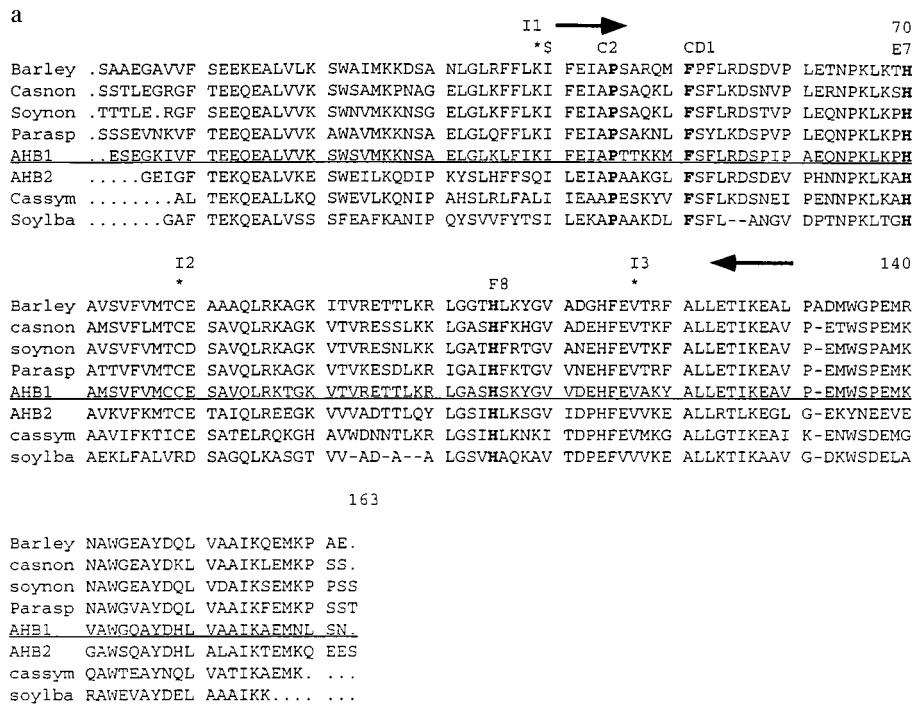 a
I1 70
*$ C2 CD1 E7
Barley .SAAEGAVVF SEEKEALVLK SWAIMKKDSA NLGLRFFLKI FEIAPSARQM FPFLRDSDVP LETNPKLKTH
Casnon .SSTLEGRGF TEEQEALVVK SWSAMKPNAG ELGLKFFLKI FEIAPSAQKL FSFLKDSNVP LERNPKLKSH
Soynon .TTTLE.RGF SEEQEALVVK SWNVMKKNSG ELGLKFFLKI FEIAPSAQKL FSFLRDSTVP LEQNPKLKPH
Parasp .SSSEVNKVF TEEQEALVVK AWAVMKKNSA ELGLQFFLKI FEIAPSAKNL FSYLKDSPVP LEQNPKLKPH
AHB1 ..ESEGKIVF TEEQEALVVK SWSVMKKNSA ELGLKLFIKI FEIAPTTKKM FSFLRDSPIP AEQNPKLKPH
AHB2 .....GEIGF TEKQEALVKE SWEILKQDIP KYSLHFFSQI LEIAPAAKGL FSFLRDSDEV PHNNPKLKAH
Cassym ........AL TEKQEALLKQ SWEVLKQNIP AHSLRLFALI IEAAPESKYV FSFLKDSNEI PENNPKLKAH
Soylba .......GAF TEKQEALVSS SFEAFKANIP QYSVVFYTSI LEKAPAAKDL FSFL--ANGV DPTNPKLTGH
I2 I3 140
* F8 *
Barley AVSVFVMTCE AAAQLRKAGK ITVRETTLKR LGGTHLKYGV ADGHFEVTRF ALLETIKEAL PADMWGPEMR
casnon AMSVFLMTCE SAVQLRKAGK VTVRESSLKK LGASHFKHGV ADEHFEVTKF ALLETIKEAV P-ETWSPEMK
soynon AVSVFVMTCD SAVQLRKAGK VTVRESNLKK LGATHFRTGV ANEHFEVTKF ALLETIKEAV P-EMWSPAMK
Parasp ATTVFVMTCE SAVQLRKAGK VTVKESDLKR IGAIHFKTGV VNEHFEVTRF ALLETIKEAV P-EMWSPEMK
AHB1 AMSVFVMCCE SAVQLRKTGK VTVRETTLKR LGASHSKYGV VDEHFEVAKY ALLETIKEAV P-EMWSPEMK
AHB2 AVKVFKMTCE TAIQLREEGK VVVADTTLQY LGSIHLKSGV IDPHFEVVKE ALLRTLKEGL G-EKYNEEVE
cassym AAVIFKTICE SATELRQKGH AVWDNNTLKR LGSIHLKNKI TDPHFEVMKG ALLGTIKEAI K-ENWSDEMG
soylba AEKLFALVRD SAGQLKASGT VV-AD-A--A LGSVHAQKAV TDPEFVVVKE ALLKTIKAAV G-DKWSDELA
163
Barley NAWGEAYDQL VAAIKQEMKP AE.
casnon NAWGEAYDKL VAAIKLEMKP SS.
soynon NAWGEAYDQL VDAIKSEMKP PSS
Parasp NAWGVAYDQL VAAIKFEMKP SST
AHB1 VAWGQAYDHL VAAIKAEMNL SN.
AHB2 GAWSQAYDHL ALAIKTEMKQ EES
cassym QAWTEAYNQL VATIKAEMK. ...
soylba RAWEVAYDEL AAAIKK.... ...